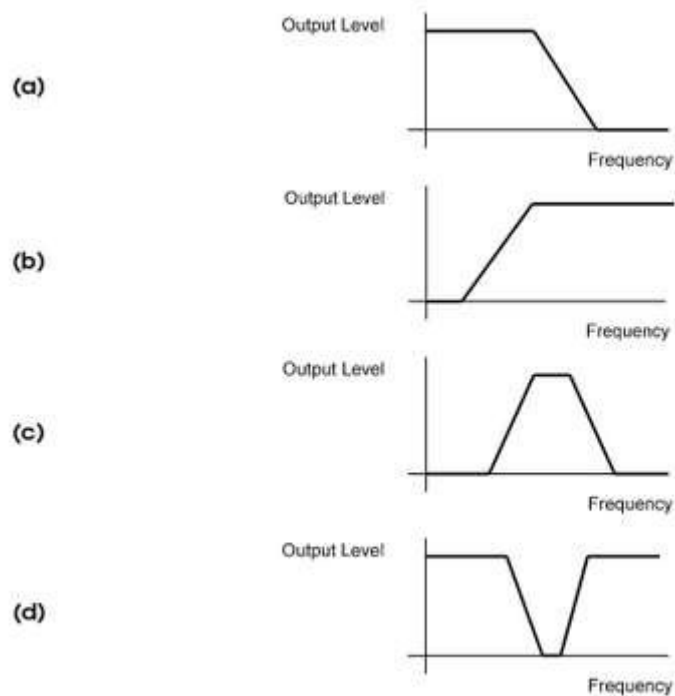 Output Level
(a)
Frequency
Output Level
(b)
Frequency
Output Level
(c)
Frequency
Output Level
(d)
Frequency